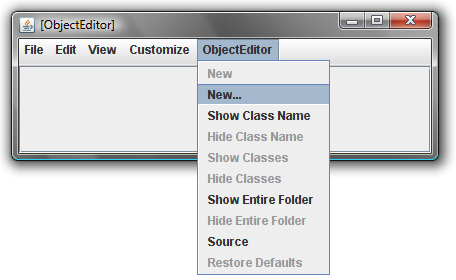 [ObjectEditor]
File Edit View Customize ObjectEditor
New
New...
Show Class Name
Hide Class Name
Show Classes
Hide Classes
Show Entire Folder
Hide Entire Folder
Source
Restore Defaults